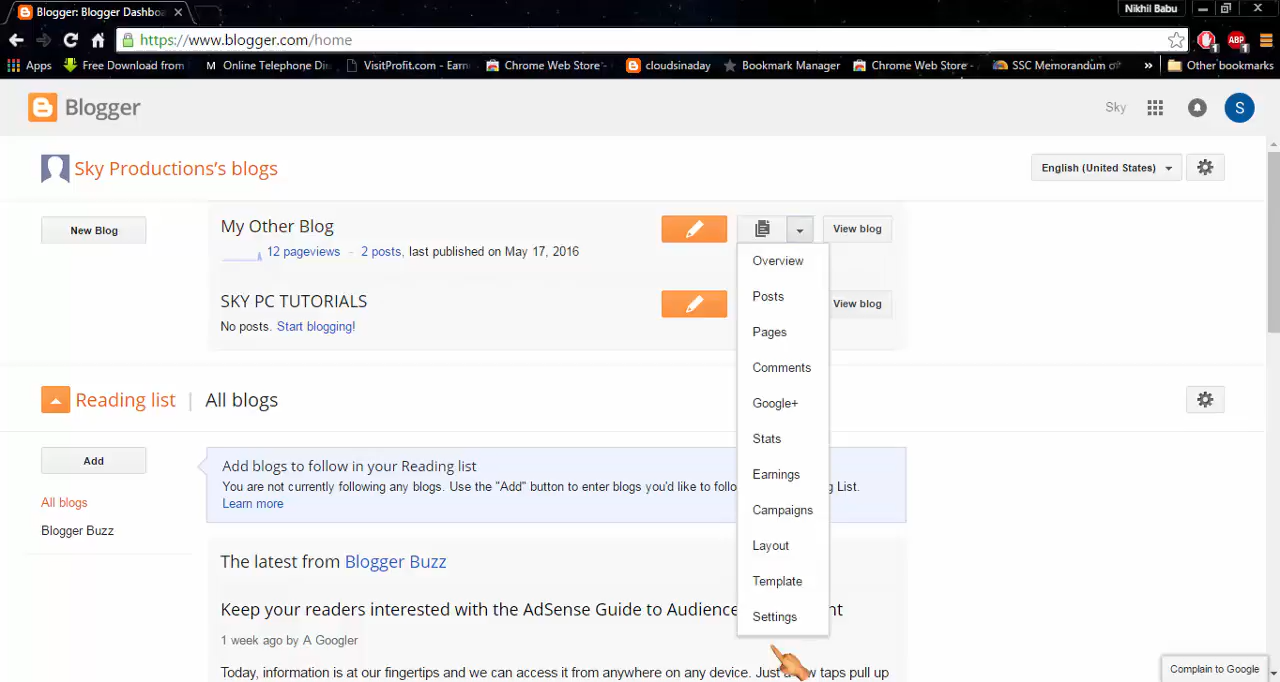 Blogger: Blogger Dashbo
Nikhil Babu
https://www.blogger.com/home
Apps
Free Download from
M Online Telephone Di
VisitProfit.com - Earn
Chrome Web Store -
cloudsinaday
Bookmark Manager
Chrome Web Store -
SSC Memorandum of
»
Other bookmarks
ABP
1
1
Blogger
Sky
S
Sky Productions's blogs
English (United States)
New Blog
My Other Blog
View blog
12 pageviews - 2 posts, last published on May 17, 2016
SKY PC TUTORIALS
View blog
No posts. Start blogging!
Overview
Posts
Pages
Comments
Google+
Stats
Earnings
Campaigns
Layout
Template
Settings
Reading list | All blogs
Add
All blogs
Blogger Buzz
Add blogs to follow in your Reading list
You are not currently following any blogs. Use the "Add" button to enter blogs you'd like to follo g List.
Learn more
The latest from Blogger Buzz
Keep your readers interested with the AdSense Guide to Audience nt
1 week ago by A Googler
Today, information is at our fingertips and we can access it from anywhere on any device. Just a w taps pull up
Complain to Google